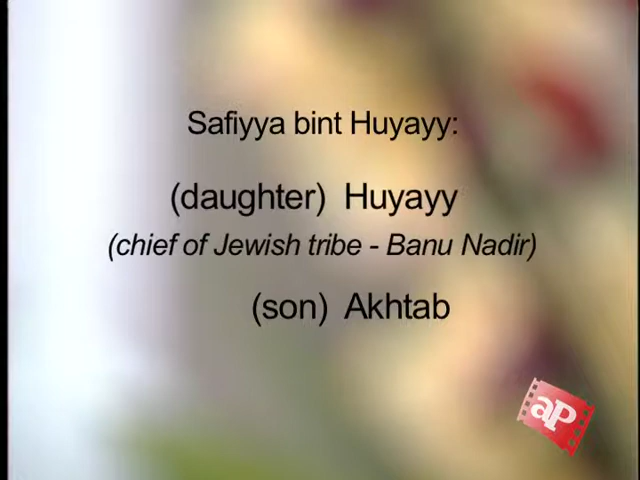 Safiyya bint Huyayy:
(daughter) Huyayy
(chief of Jewish tribe - Banu Nadir)
(son) Akhtab
aP